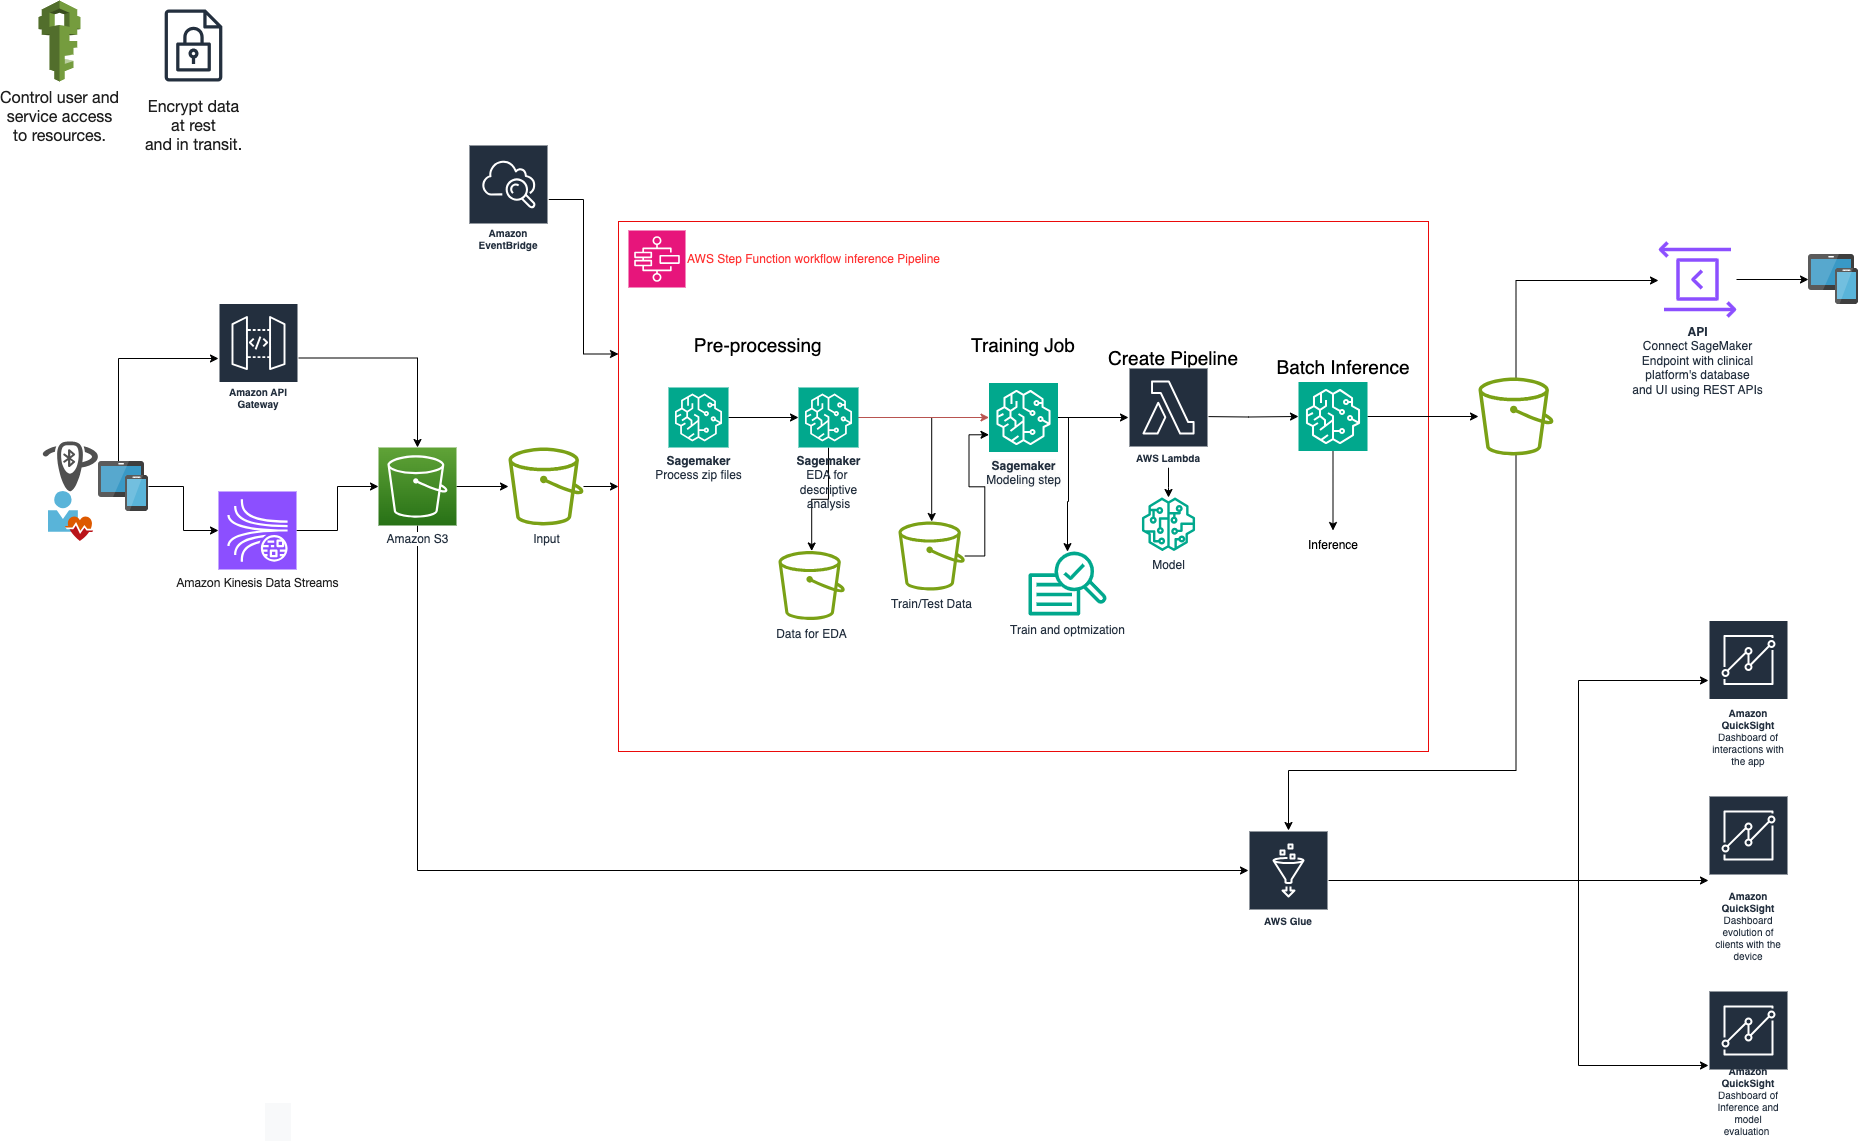 Control user and
service access
to resources.
Encrypt data
at rest
and in transit.
Amazon
EventBridge
AWS Step Function workflow inference Pipeline
Amazon API
Gateway
Amazon Kinesis Data Streams
Amazon S3
Input
Pre-processing
Training Job
Create Pipeline
Batch Inference
Sagemaker
Process zip files
Sagemaker
EDA for
descriptive
analysis
Sagemaker
Modeling step
AWS Lambda
Model
Inference
Data for EDA
Train/Test Data
Train and optmization
API
Connect SageMaker
Endpoint with clinical
platform's database
and UI using REST APIs
AWS Glue
Amazon
QuickSight
Dashboard of
interactions with
the app
Amazon
QuickSight
Dashboard
evolution of
clients with the
device
Amazon
QuickSight
Dashboard of
Inference and
model
evaluation